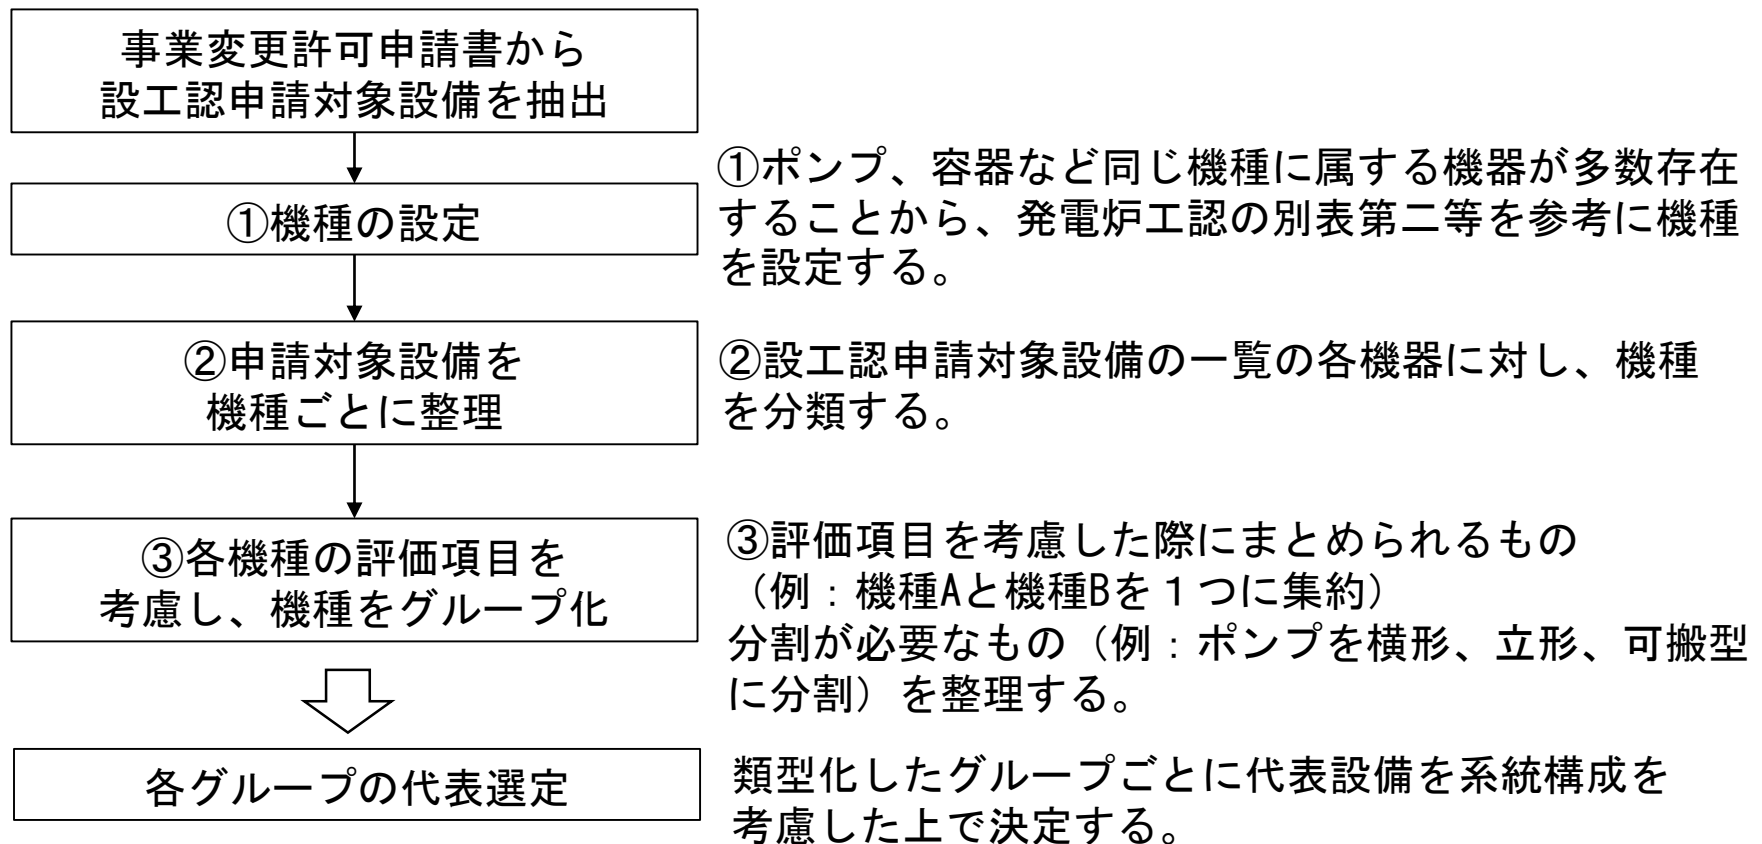 事業変更許可申請書から
設工認申請対象設備を抽出
①機種の設定
①ポンプ、容器など同じ機種に属する機器が多数存在
することから、発電炉工認の別表第二等を参考に機種
を設定する。
②申請対象設備を
機種ごとに整理
②設工認申請対象設備の一覧の各機器に対し、機種
を分類する。
③各機種の評価項目を
考慮し、機種をグループ化
③評価項目を考慮した際にまとめられるもの
（例：機種Aと機種Bを１つに集約）
分割が必要なもの（例：ポンプを横形、立形、可搬型
に分割）を整理する。
各グループの代表選定
類型化したグループごとに代表設備を系統構成を
考慮した上で決定する。